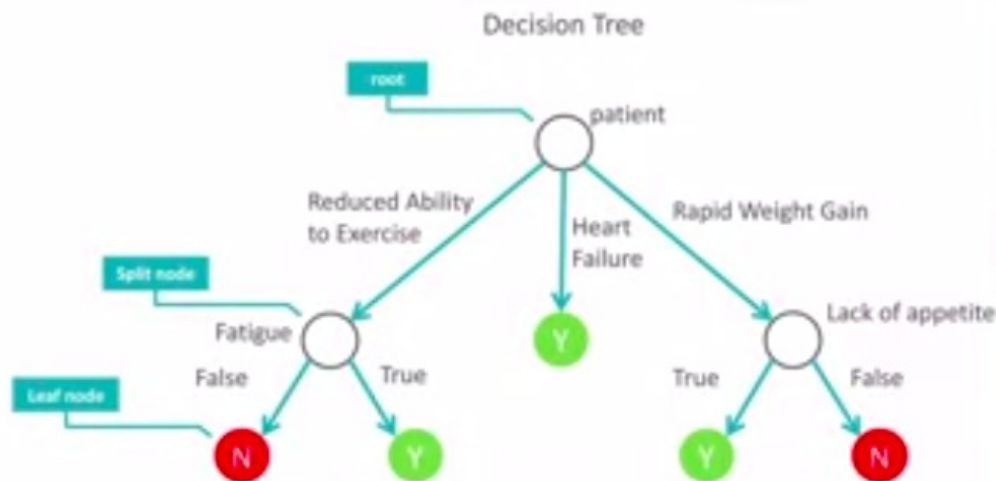 Decision Tree
root
patient
Reduced Ability
to Exercise
Heart
Failure
Rapid Weight Gain
Split node
Fatigue
Lack of appetite
False
True
True
False
Leaf node
Y
N
Y
Y
N